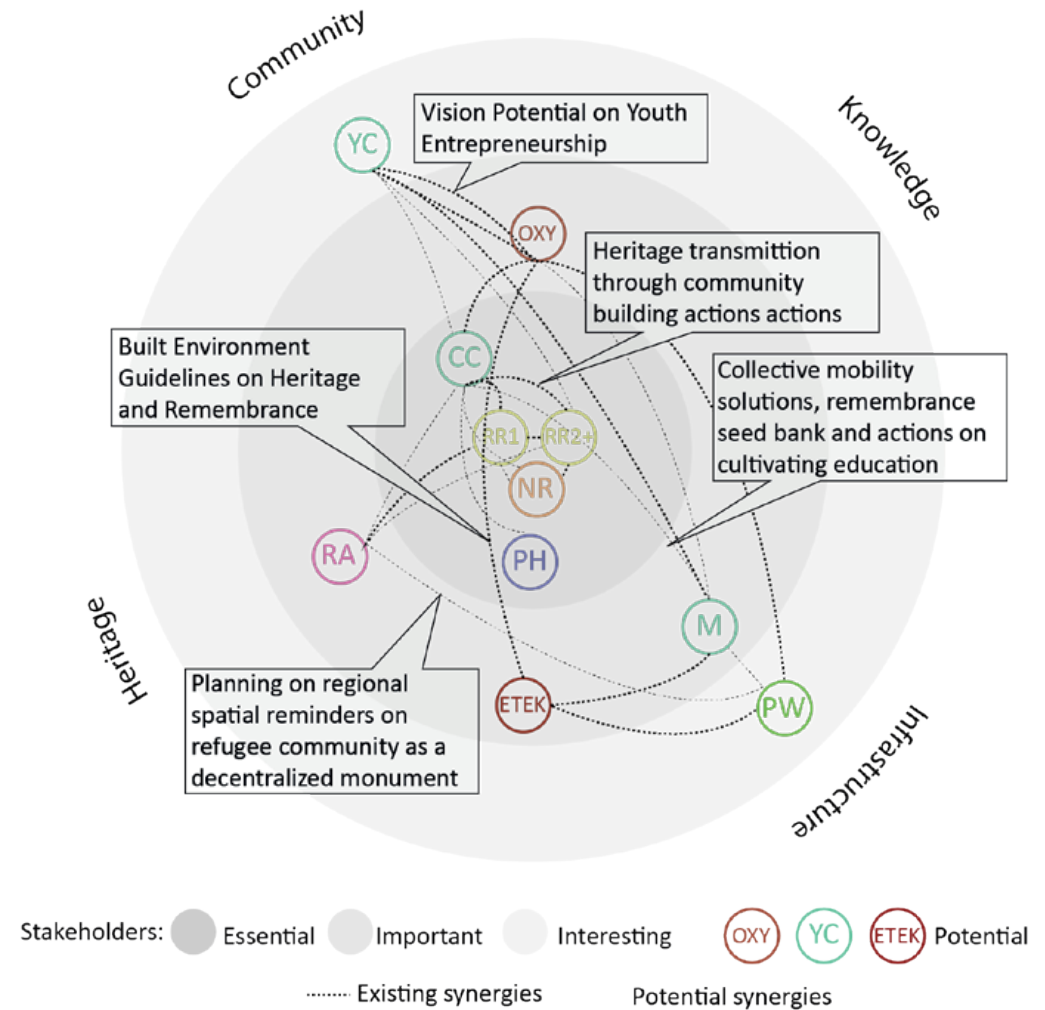 Community
Knowledge
Vision Potential on Youth
Entrepreneurship
YC
OXY
Heritage transmittion
through community
building actions actions
Built Environment
Guidelines on Heritage
and Remembrance
CC
Collective mobility
solutions, remembrance
seed bank and actions on
cultivating education
RR1
RR2+
NR
RA
PH
M
Heritage
Planning on regional
spatial reminders on
refugee community as a
decentralized monument
ETEK
PW
Infrastructure
Stakeholders: Essential Important Interesting OXY YC ETEK Potential
Existing synergies Potential synergies